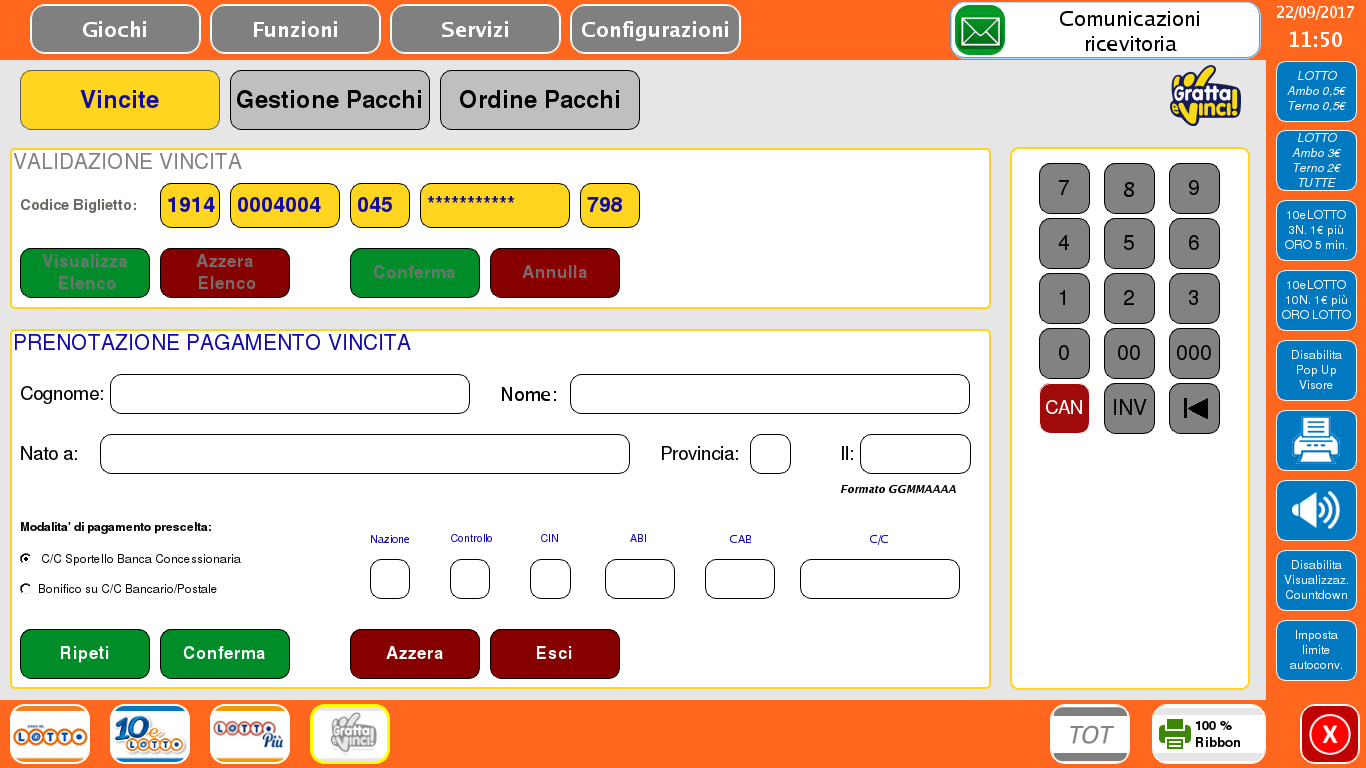 Giochi
Funzioni
Servizi
Configurazioni
Comunicazioni
ricevitoria
22/09/2017
11:50
Vincite
Gestione Pacchi
Ordine Pacchi
Gratta
e
Vinci!
LOTTO
Ambo 0,5€
Terno 0,5€
LOTTO
Ambo 3€
Terno 2€
TUTTE
10eLOTTO
3N. 1€ più
ORO 5 min.
10eLOTTO
10N. 1€ più
ORO LOTTO
Disabilita
Pop Up
Visore
Disabilita
Visualizzaz.
Countdown
Imposta
limite
autoconv.
VALIDAZIONE VINCITA
Codice Biglietto: 1914 0004004 045 *********** 798
Visualizza
Elenco
Azzera
Elenco
Conferma
Annulla
7 8 9
4 5 6
1 2 3
0 00 000
CAN INV
PRENOTAZIONE PAGAMENTO VINCITA
Cognome: Nome:
Nato a: Provincia: Il:
Formato GGMMAAAA
Modalita' di pagamento prescelta:
Nazione Controllo CIN ABI CAB C/C
C/C Sportello Banca Concessionaria
Bonifico su C/C Bancario/Postale
Ripeti
Conferma
Azzera
Esci
LOTTO
10eLOTTO
LOTTO
Più
Gratta
e
Vinci!
TOT
100 %
Ribbon
X